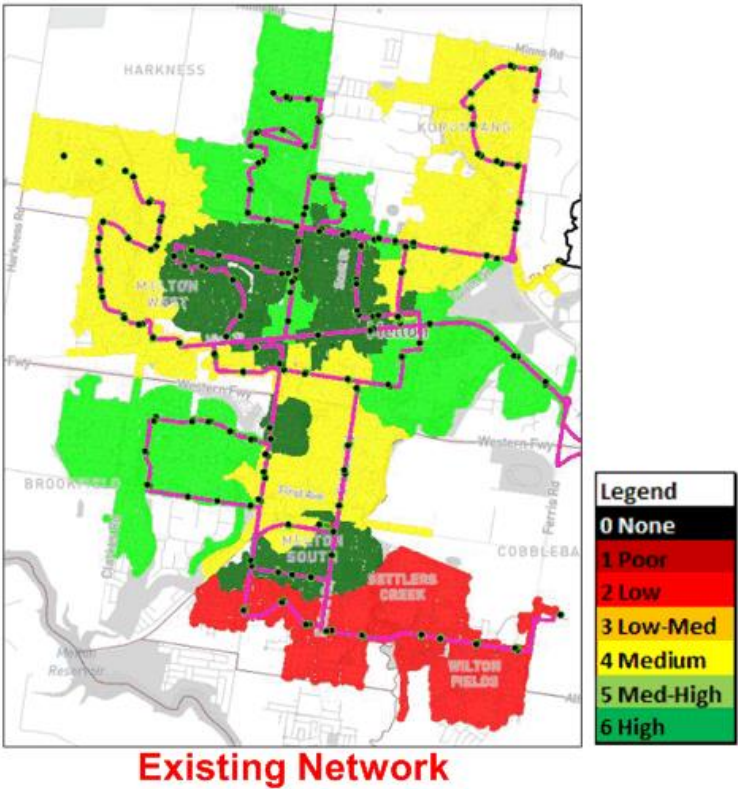 Minns Rd
HARKNESS
Harkness Rd
MELTON
WEST
Melton
Fwy
Western Fwy
Western Fwy
BROOKFIELD
First Ave
Ferris Rd
MELTON
SOUTH
COBBLEBA
SETTLERS
CREEK
Melton
Reservoir
WILTON
FIELDS
Legend
0 None
1 Poor
2 Low
3 Low-Med
4 Medium
5 Med-High
6 High
Existing Network